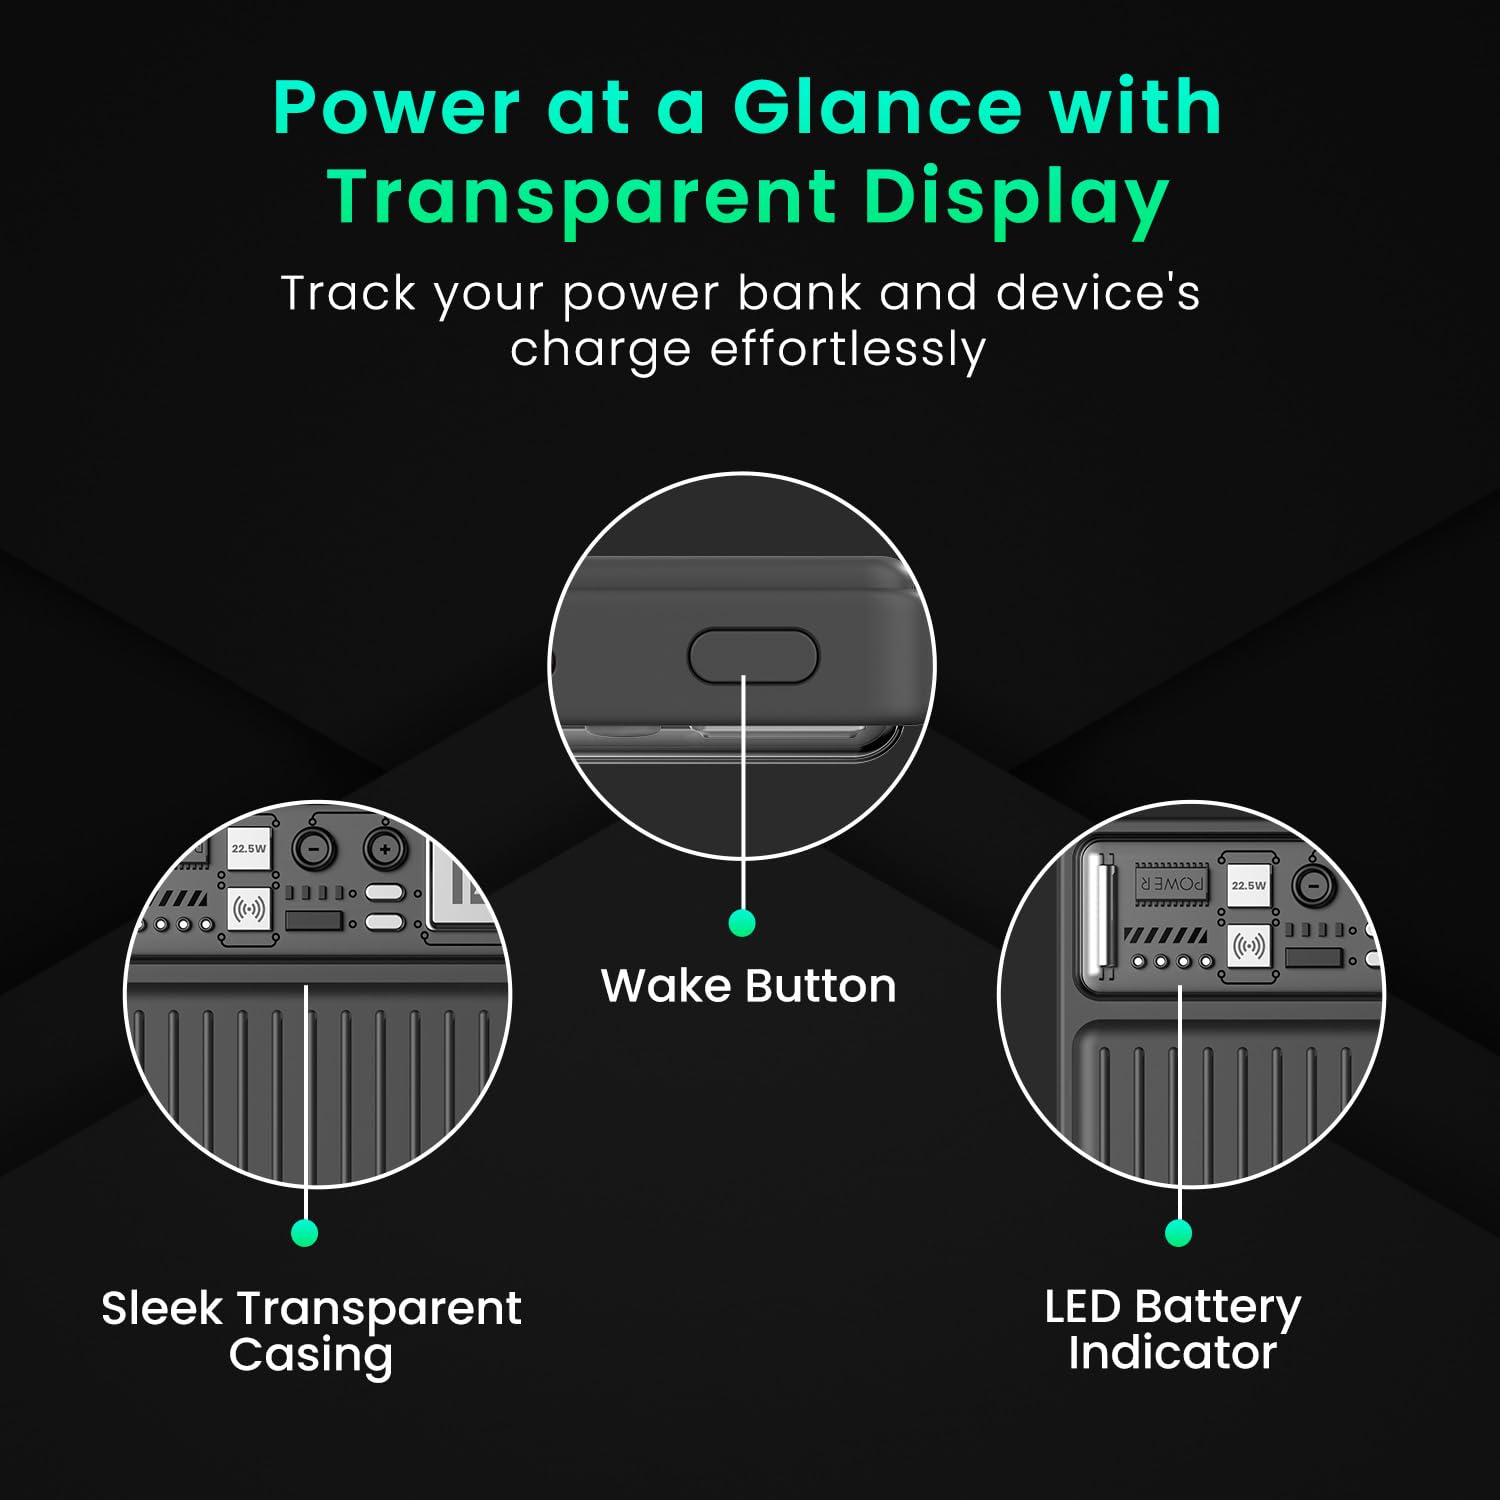 Power at a Glance with
Transparent Display
Track your power bank and device's
charge effortlessly
Wake Button
22.5W
POWER
22.5W
Sleek Transparent
Casing
LED Battery
Indicator